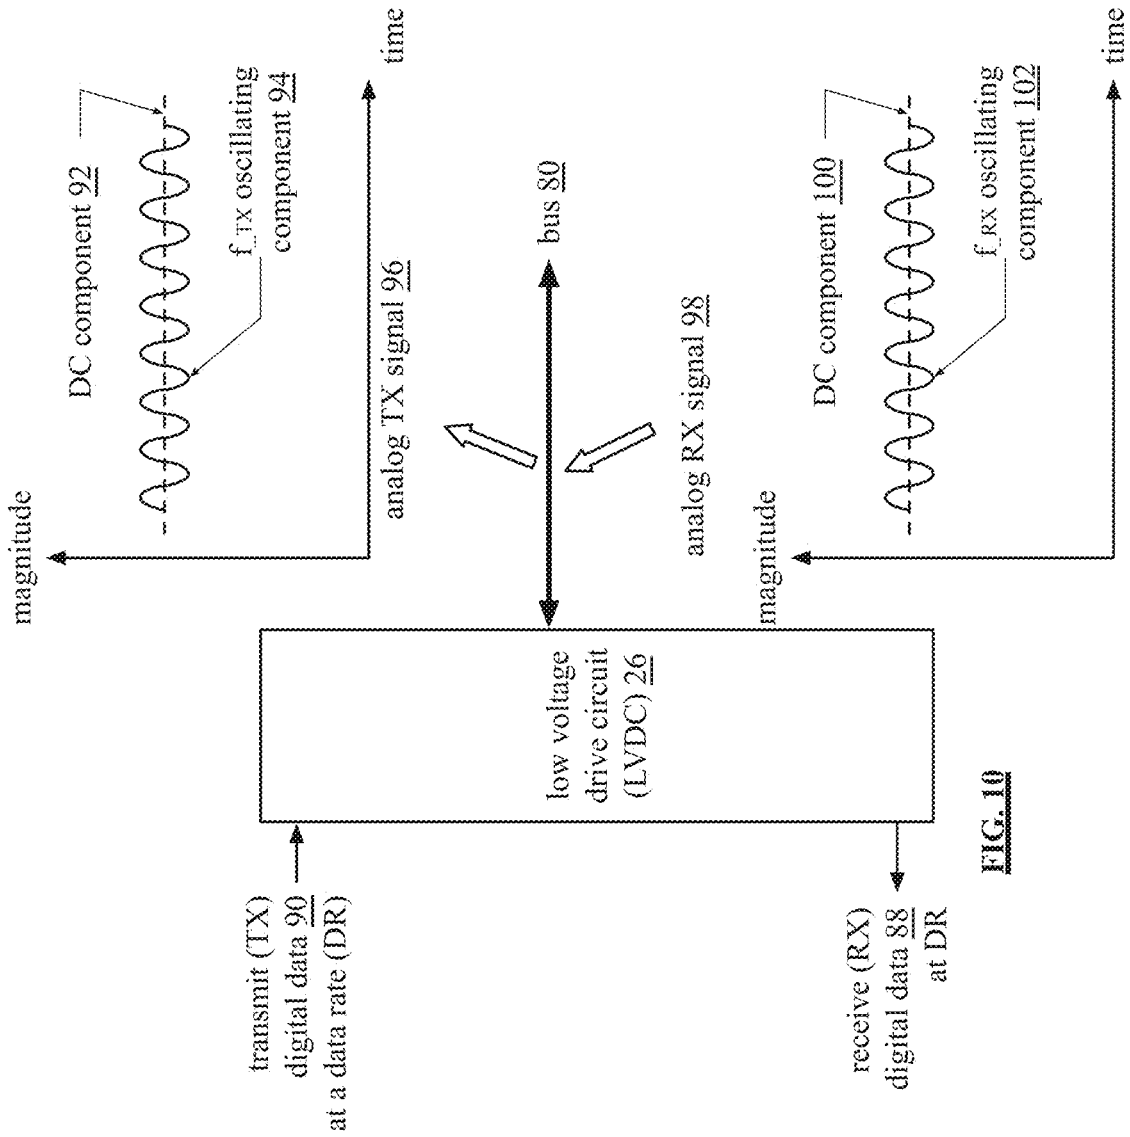 transmit (TX)
digital data 90
at a data rate (DR)
receive (RX)
digital data 88
at DR
low voltage
drive circuit
(LVDC) 26
bus 80
magnitude
DC component 92
f_TX oscillating
component 94
time
analog TX signal 96
analog RX signal 98
magnitude
DC component 100
f_RX oscillating
component 102
time
FIG. 10